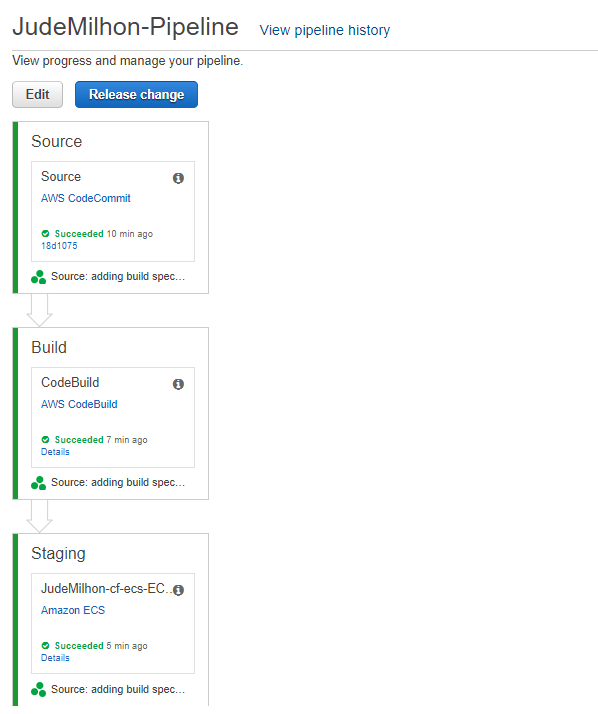 JudeMilhon-Pipeline View pipeline history
View progress and manage your pipeline.
Edit Release change
Source
Source
AWS CodeCommit
Succeeded 10 min ago
18d1075
Source: adding build spec...
Build
CodeBuild
AWS CodeBuild
Succeeded 7 min ago
Details
Source: adding build spec...
Staging
JudeMilhon-cf-ecs-EC...
Amazon ECS
Succeeded 5 min ago
Details
Source: adding build spec...